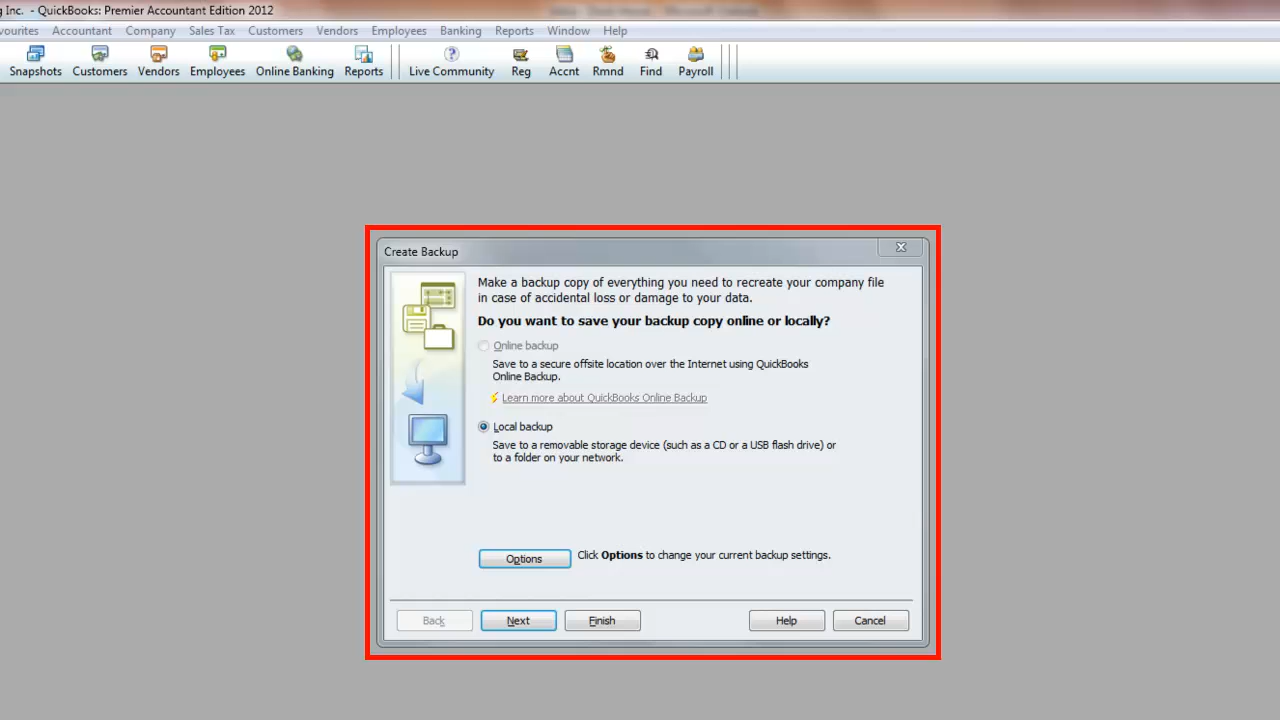 g Inc. - QuickBooks: Premier Accountant Edition 2012
vourites Accountant Company Lists Sales Tax Customers Vendors Employees Banking Reports Window Help
Snapshots Customers Vendors Employees Online Banking Reports Live Community Reg Accnt Rmnd Find Payroll
Create Backup
Make a backup copy of everything you need to recreate your company file
in case of accidental loss or damage to your data.
Do you want to save your backup copy online or locally?
Online backup
Save to a secure offsite location over the Internet using QuickBooks
Online Backup.
Learn more about QuickBooks Online Backup
Local backup
Save to a removable storage device (such as a CD or a USB flash drive) or
to a folder on your network.
Options Click Options to change your current backup settings.
Back Next Finish Help Cancel